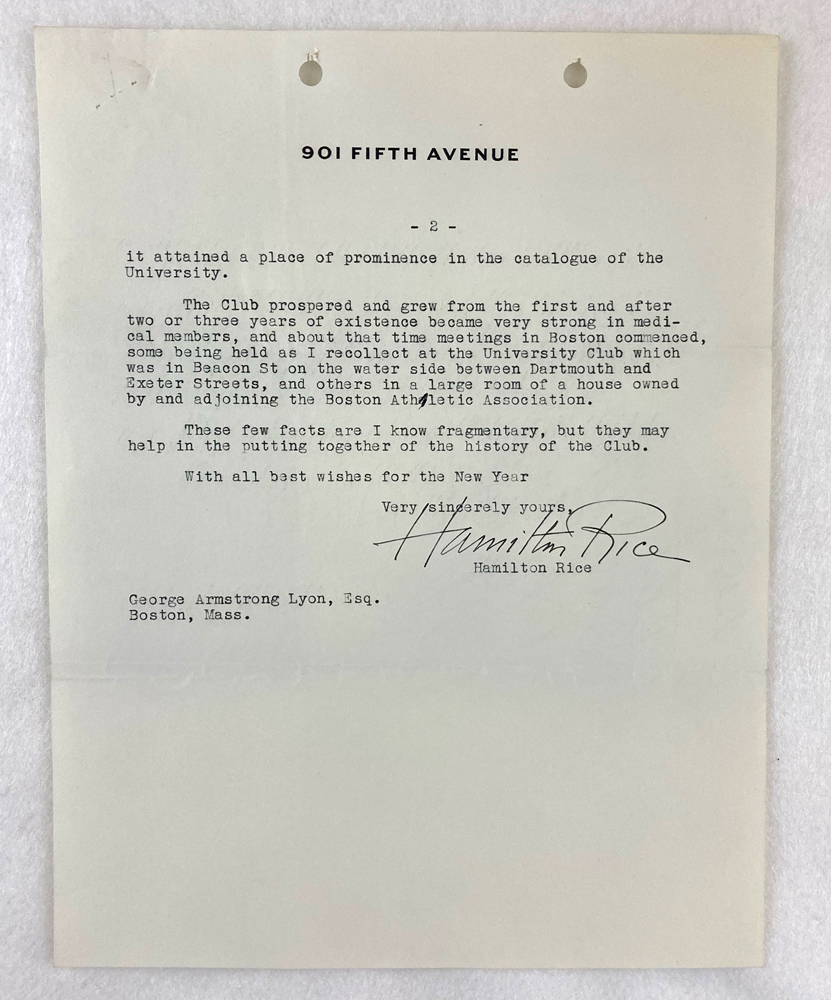 901 FIFTH AVENUE
- 2 -
it attained a place of prominence in the catalogue of the
University.
The Club prospered and grew from the first and after
two or three years of existence became very strong in medi-
cal members, and about that time meetings in Boston commenced,
some being held as I recollect at the University Club which
was in Beacon St on the water side between Dartmouth and
Exeter Streets, and others in a large room of a house owned
by and adjoining the Boston Athletic Association.
These few facts are I know fragmentary, but they may
help in the putting together of the history of the Club.
With all best wishes for the New Year
Very sincerely yours,
Hamilton Rice
Hamilton Rice
George Armstrong Lyon, Esq.
Boston, Mass.